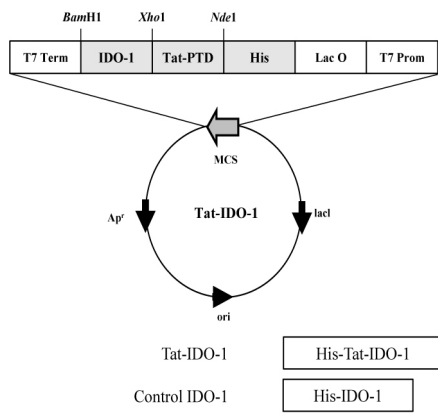 BamH1 Xho1 Nde1
T7 Term IDO-1 Tat-PTD His Lac O T7 Prom
MCS
Apʳ Tat-IDO-1 lacI
ori
Tat-IDO-1 His-Tat-IDO-1
Control IDO-1 His-IDO-1